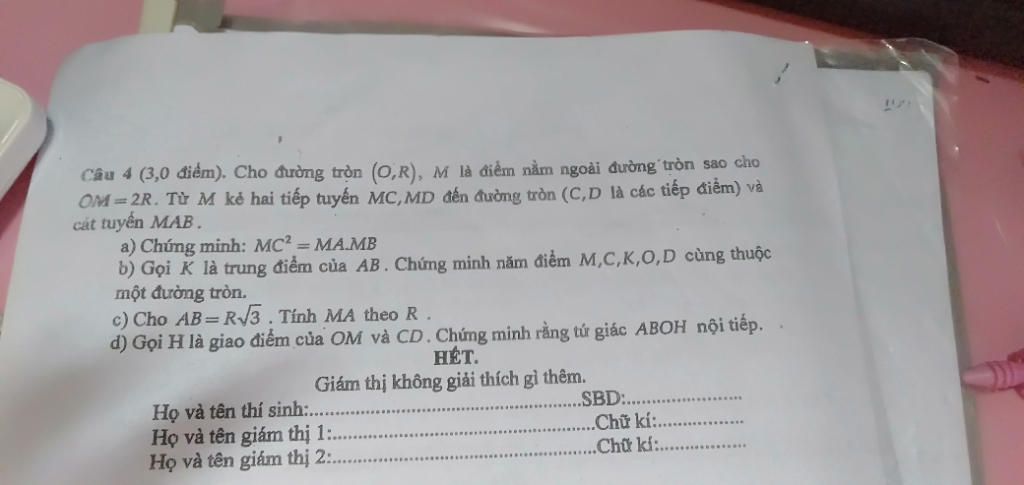 Câu 4 (3,0 điểm). Cho đường tròn (O,R), M là điểm nằm ngoài đường tròn sao cho
OM = 2R. Từ M kẻ hai tiếp tuyến MC, MD đến đường tròn (C,D là các tiếp điểm) và
cát tuyến MAB.
a) Chứng minh: MC² = MA.MB
b) Gọi K là trung điểm của AB. Chứng minh năm điểm M,C,K,O,D cùng thuộc
một đường tròn.
c) Cho AB = R√3. Tính MA theo R.
d) Gọi H là giao điểm của OM và CD. Chứng minh rằng tứ giác ABOH nội tiếp.
HẾT.
Giám thị không giải thích gì thêm.
Họ và tên thí sinh:..................................................SBD:......................
Họ và tên giám thị 1:................................................Chữ kí:.................
Họ và tên giám thị 2:................................................Chữ kí:.................